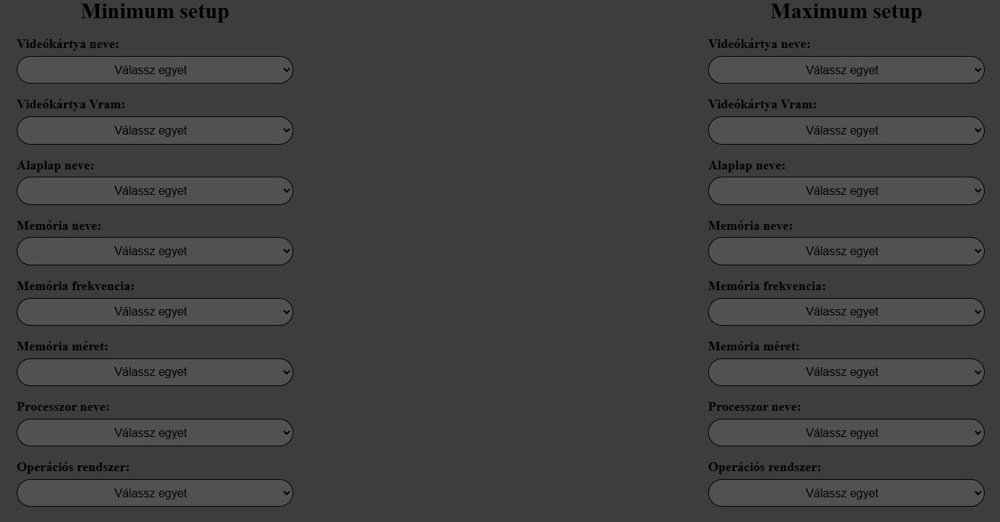 Minimum setup
Videókártya neve:
Válassz egyet
Videókártya Vram:
Válassz egyet
Alaplap neve:
Válassz egyet
Memória neve:
Válassz egyet
Memória frekvencia:
Válassz egyet
Memória méret:
Válassz egyet
Processzor neve:
Válassz egyet
Operációs rendszer:
Válassz egyet
Maximum setup
Videókártya neve:
Válassz egyet
Videókártya Vram:
Válassz egyet
Alaplap neve:
Válassz egyet
Memória neve:
Válassz egyet
Memória frekvencia:
Válassz egyet
Memória méret:
Válassz egyet
Processzor neve:
Válassz egyet
Operációs rendszer:
Válassz egyet